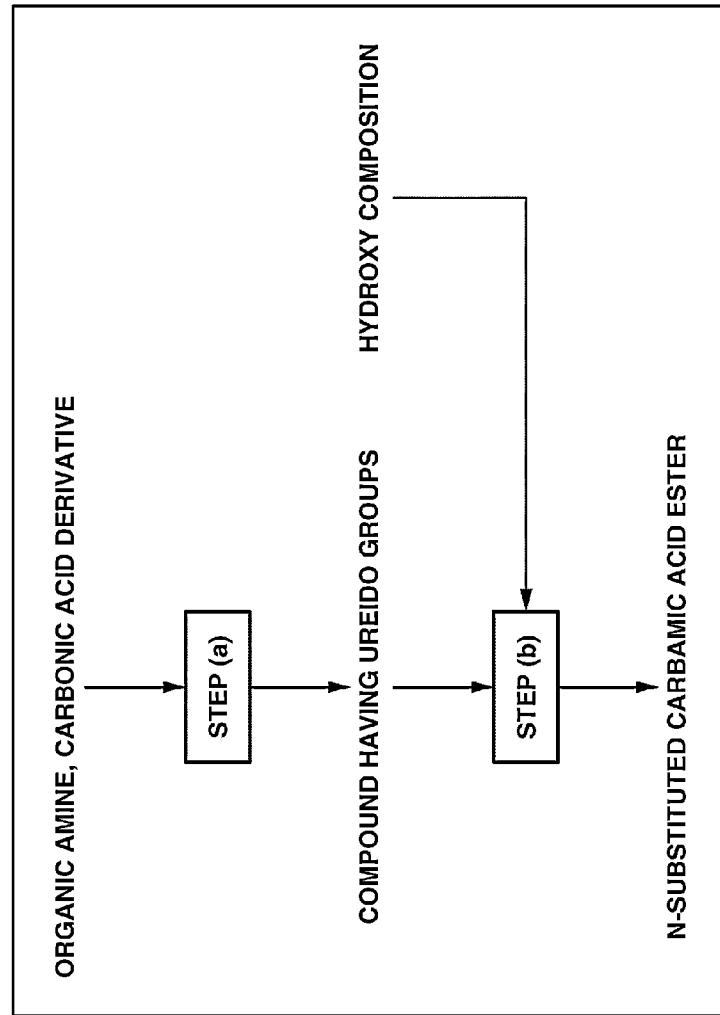 ORGANIC AMINE, CARBONIC ACID DERIVATIVE
STEP (a)
COMPOUND HAVING UREIDO GROUPS
HYDROXY COMPOSITION
STEP (b)
N-SUBSTITUTED CARBAMIC ACID ESTER